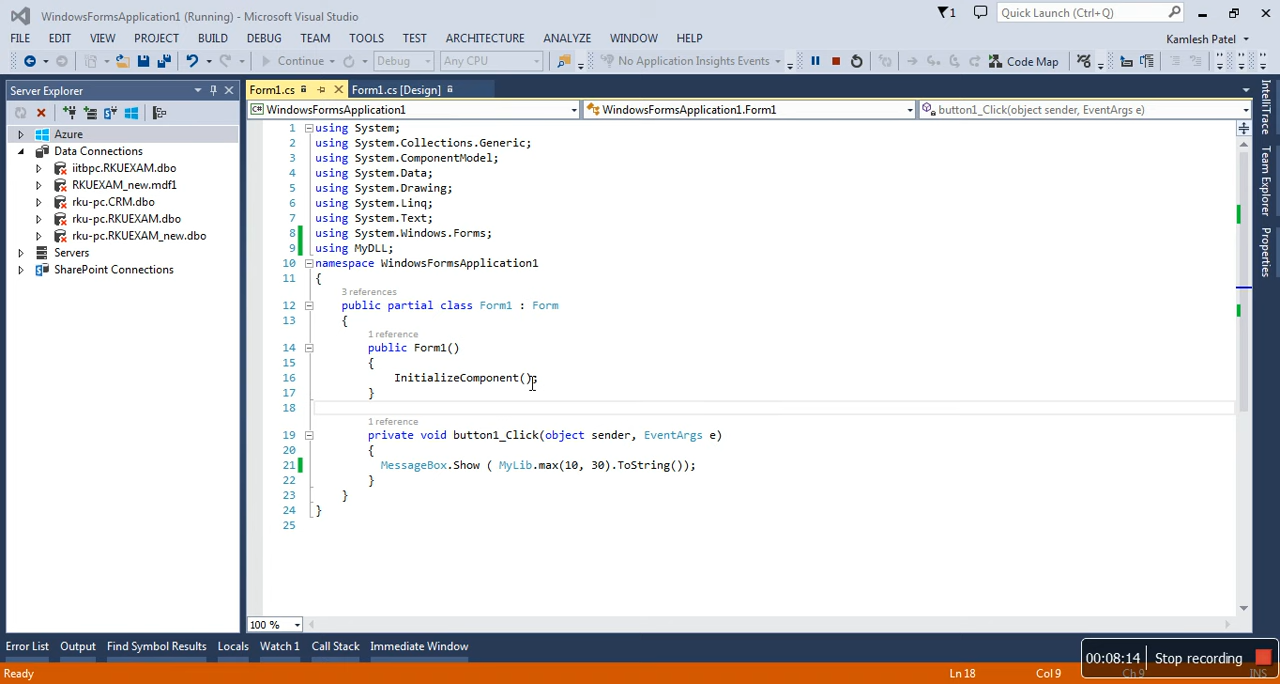 WindowsFormsApplication1 (Running) - Microsoft Visual Studio
1
Quick Launch (Ctrl+Q)
FILE EDIT VIEW PROJECT BUILD DEBUG TEAM TOOLS TEST ARCHITECTURE ANALYZE WINDOW HELP
Kamlesh Patel
Continue Debug Any CPU No Application Insights Events Code Map
Server Explorer
Azure
Data Connections
iitbpc.RKUEXAM.dbo
RKUEXAM_new.mdf1
rku-pc.CRM.dbo
rku-pc.RKUEXAM.dbo
rku-pc.RKUEXAM_new.dbo
Servers
SharePoint Connections
Form1.cs Form1.cs [Design]
C# WindowsFormsApplication1 WindowsFormsApplication1.Form1 button1_Click(object sender, EventArgs e)
1 using System;
2 using System.Collections.Generic;
3 using System.ComponentModel;
4 using System.Data;
5 using System.Drawing;
6 using System.Linq;
7 using System.Text;
8 using System.Windows.Forms;
9 using MyDLL;
10 namespace WindowsFormsApplication1
11 {
3 references
12 public partial class Form1 : Form
13 {
1 reference
14 public Form1()
15 {
16 InitializeComponent();
17 }
18
1 reference
19 private void button1_Click(object sender, EventArgs e)
20 {
21 MessageBox.Show ( MyLib.max(10, 30).ToString());
22 }
23 }
24 }
25
100 %
IntelliTrace
Team Explorer
Properties
Error List Output Find Symbol Results Locals Watch 1 Call Stack Immediate Window
00:08:14 Stop recording
Ready Ln 18 Col 9 Ch 9 INS